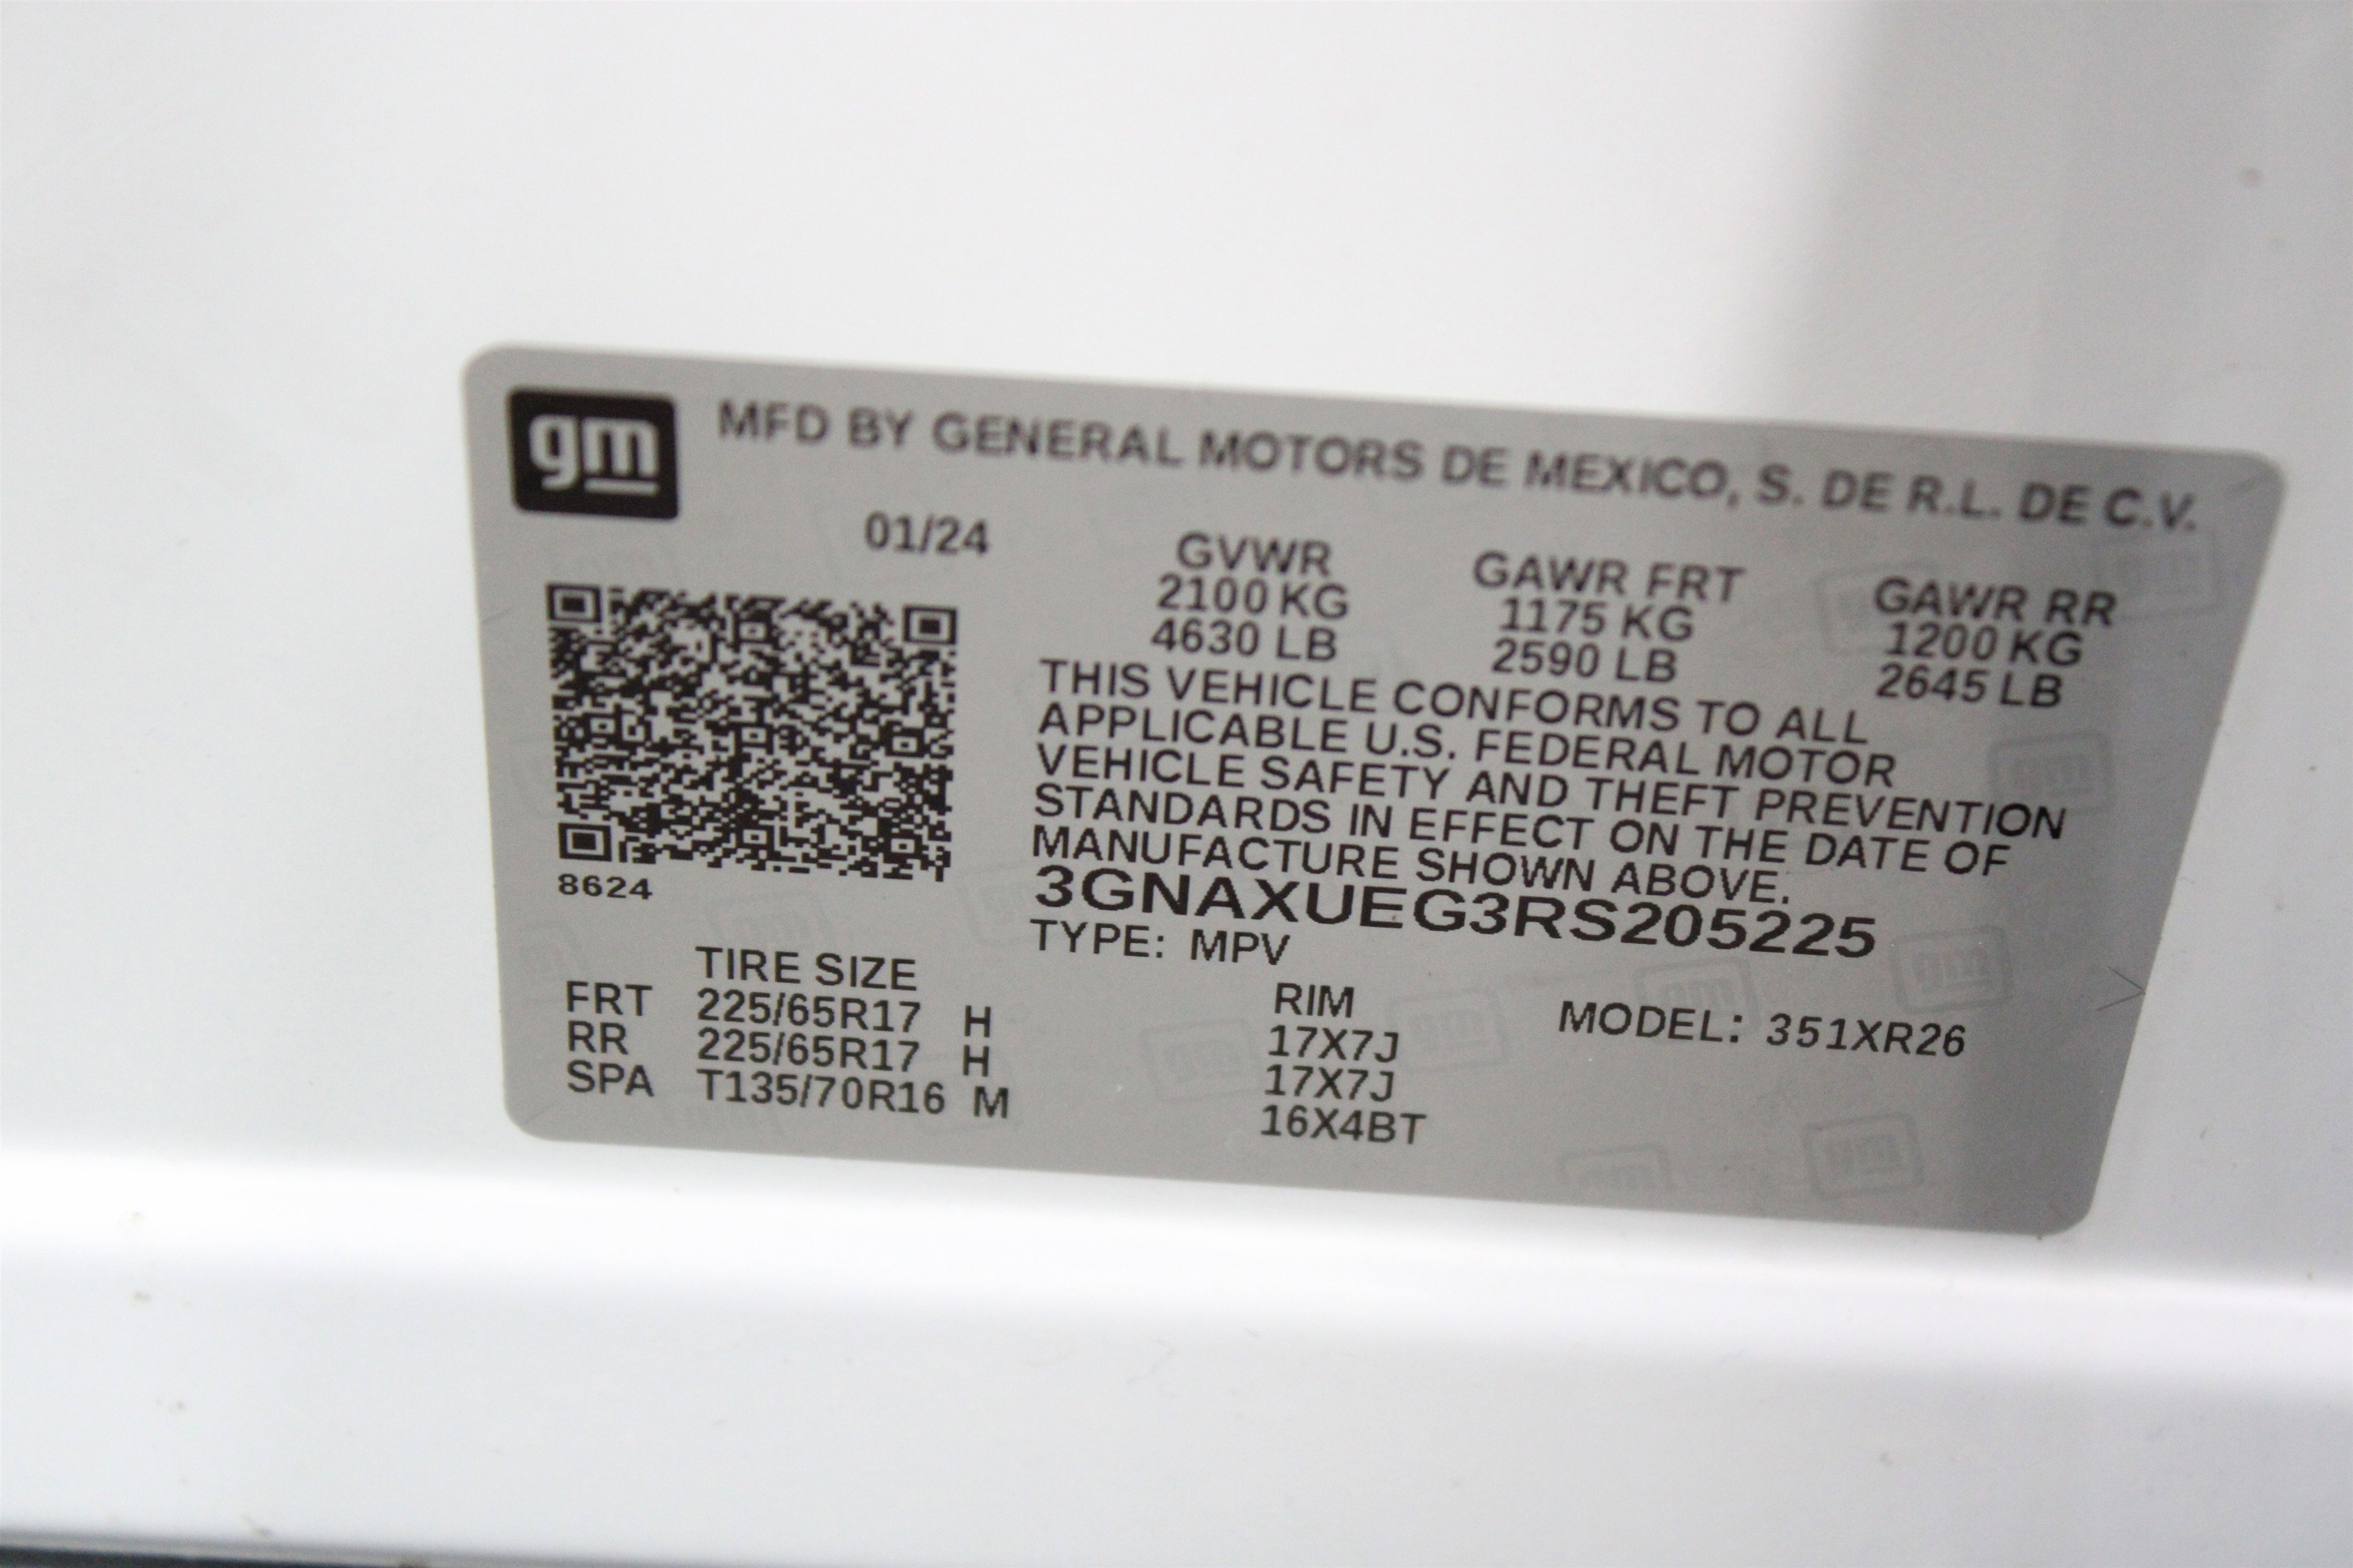 gm
MFD BY GENERAL MOTORS DE MEXICO, S. DE R.L. DE C.V.
01/24
GVWR GAWR FRT GAWR RR
2100 KG 1175 KG 1200 KG
4630 LB 2590 LB 2645 LB
THIS VEHICLE CONFORMS TO ALL
APPLICABLE U.S. FEDERAL MOTOR
VEHICLE SAFETY AND THEFT PREVENTION
STANDARDS IN EFFECT ON THE DATE OF
MANUFACTURE SHOWN ABOVE.
8624
3GNAXUEG3RS205225
TYPE: MPV
TIRE SIZE RIM MODEL: 351XR26
FRT 225/65R17 H 17X7J
RR 225/65R17 H 17X7J
SPA T135/70R16 M 16X4BT